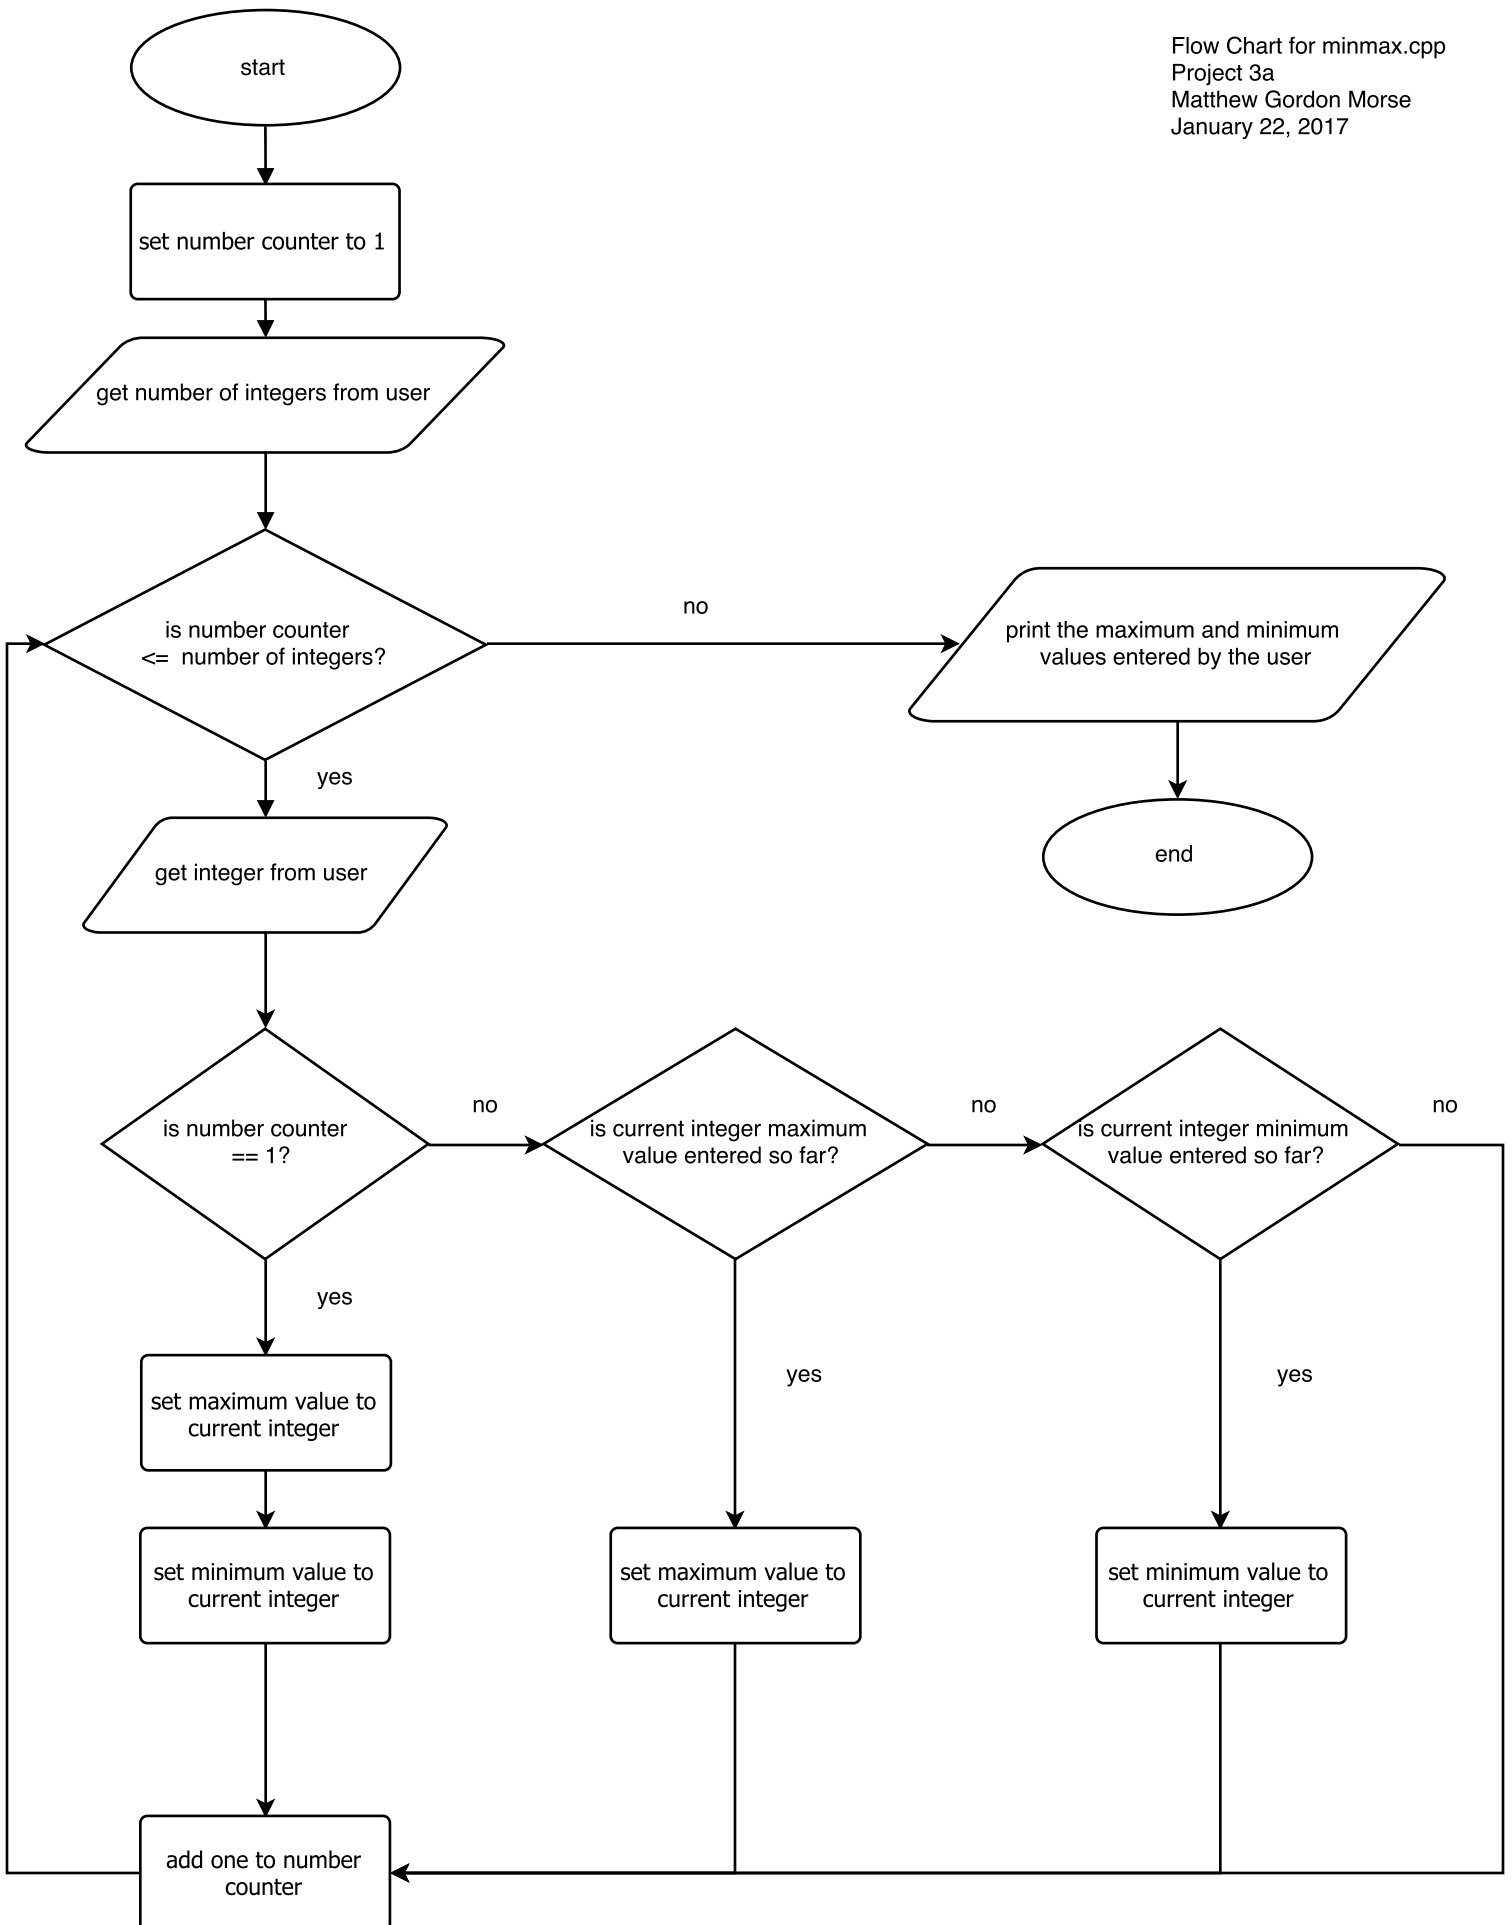 Flow Chart for minmax.cpp
Project 3a
Matthew Gordon Morse
January 22, 2017
start
set number counter to 1
get number of integers from user
is number counter
<= number of integers?
no
print the maximum and minimum
values entered by the user
yes
end
get integer from user
is number counter
== 1?
no
is current integer maximum
value entered so far?
no
is current integer minimum
value entered so far?
no
yes
yes
yes
set maximum value to
current integer
set minimum value to
current integer
set maximum value to
current integer
set minimum value to
current integer
add one to number
counter